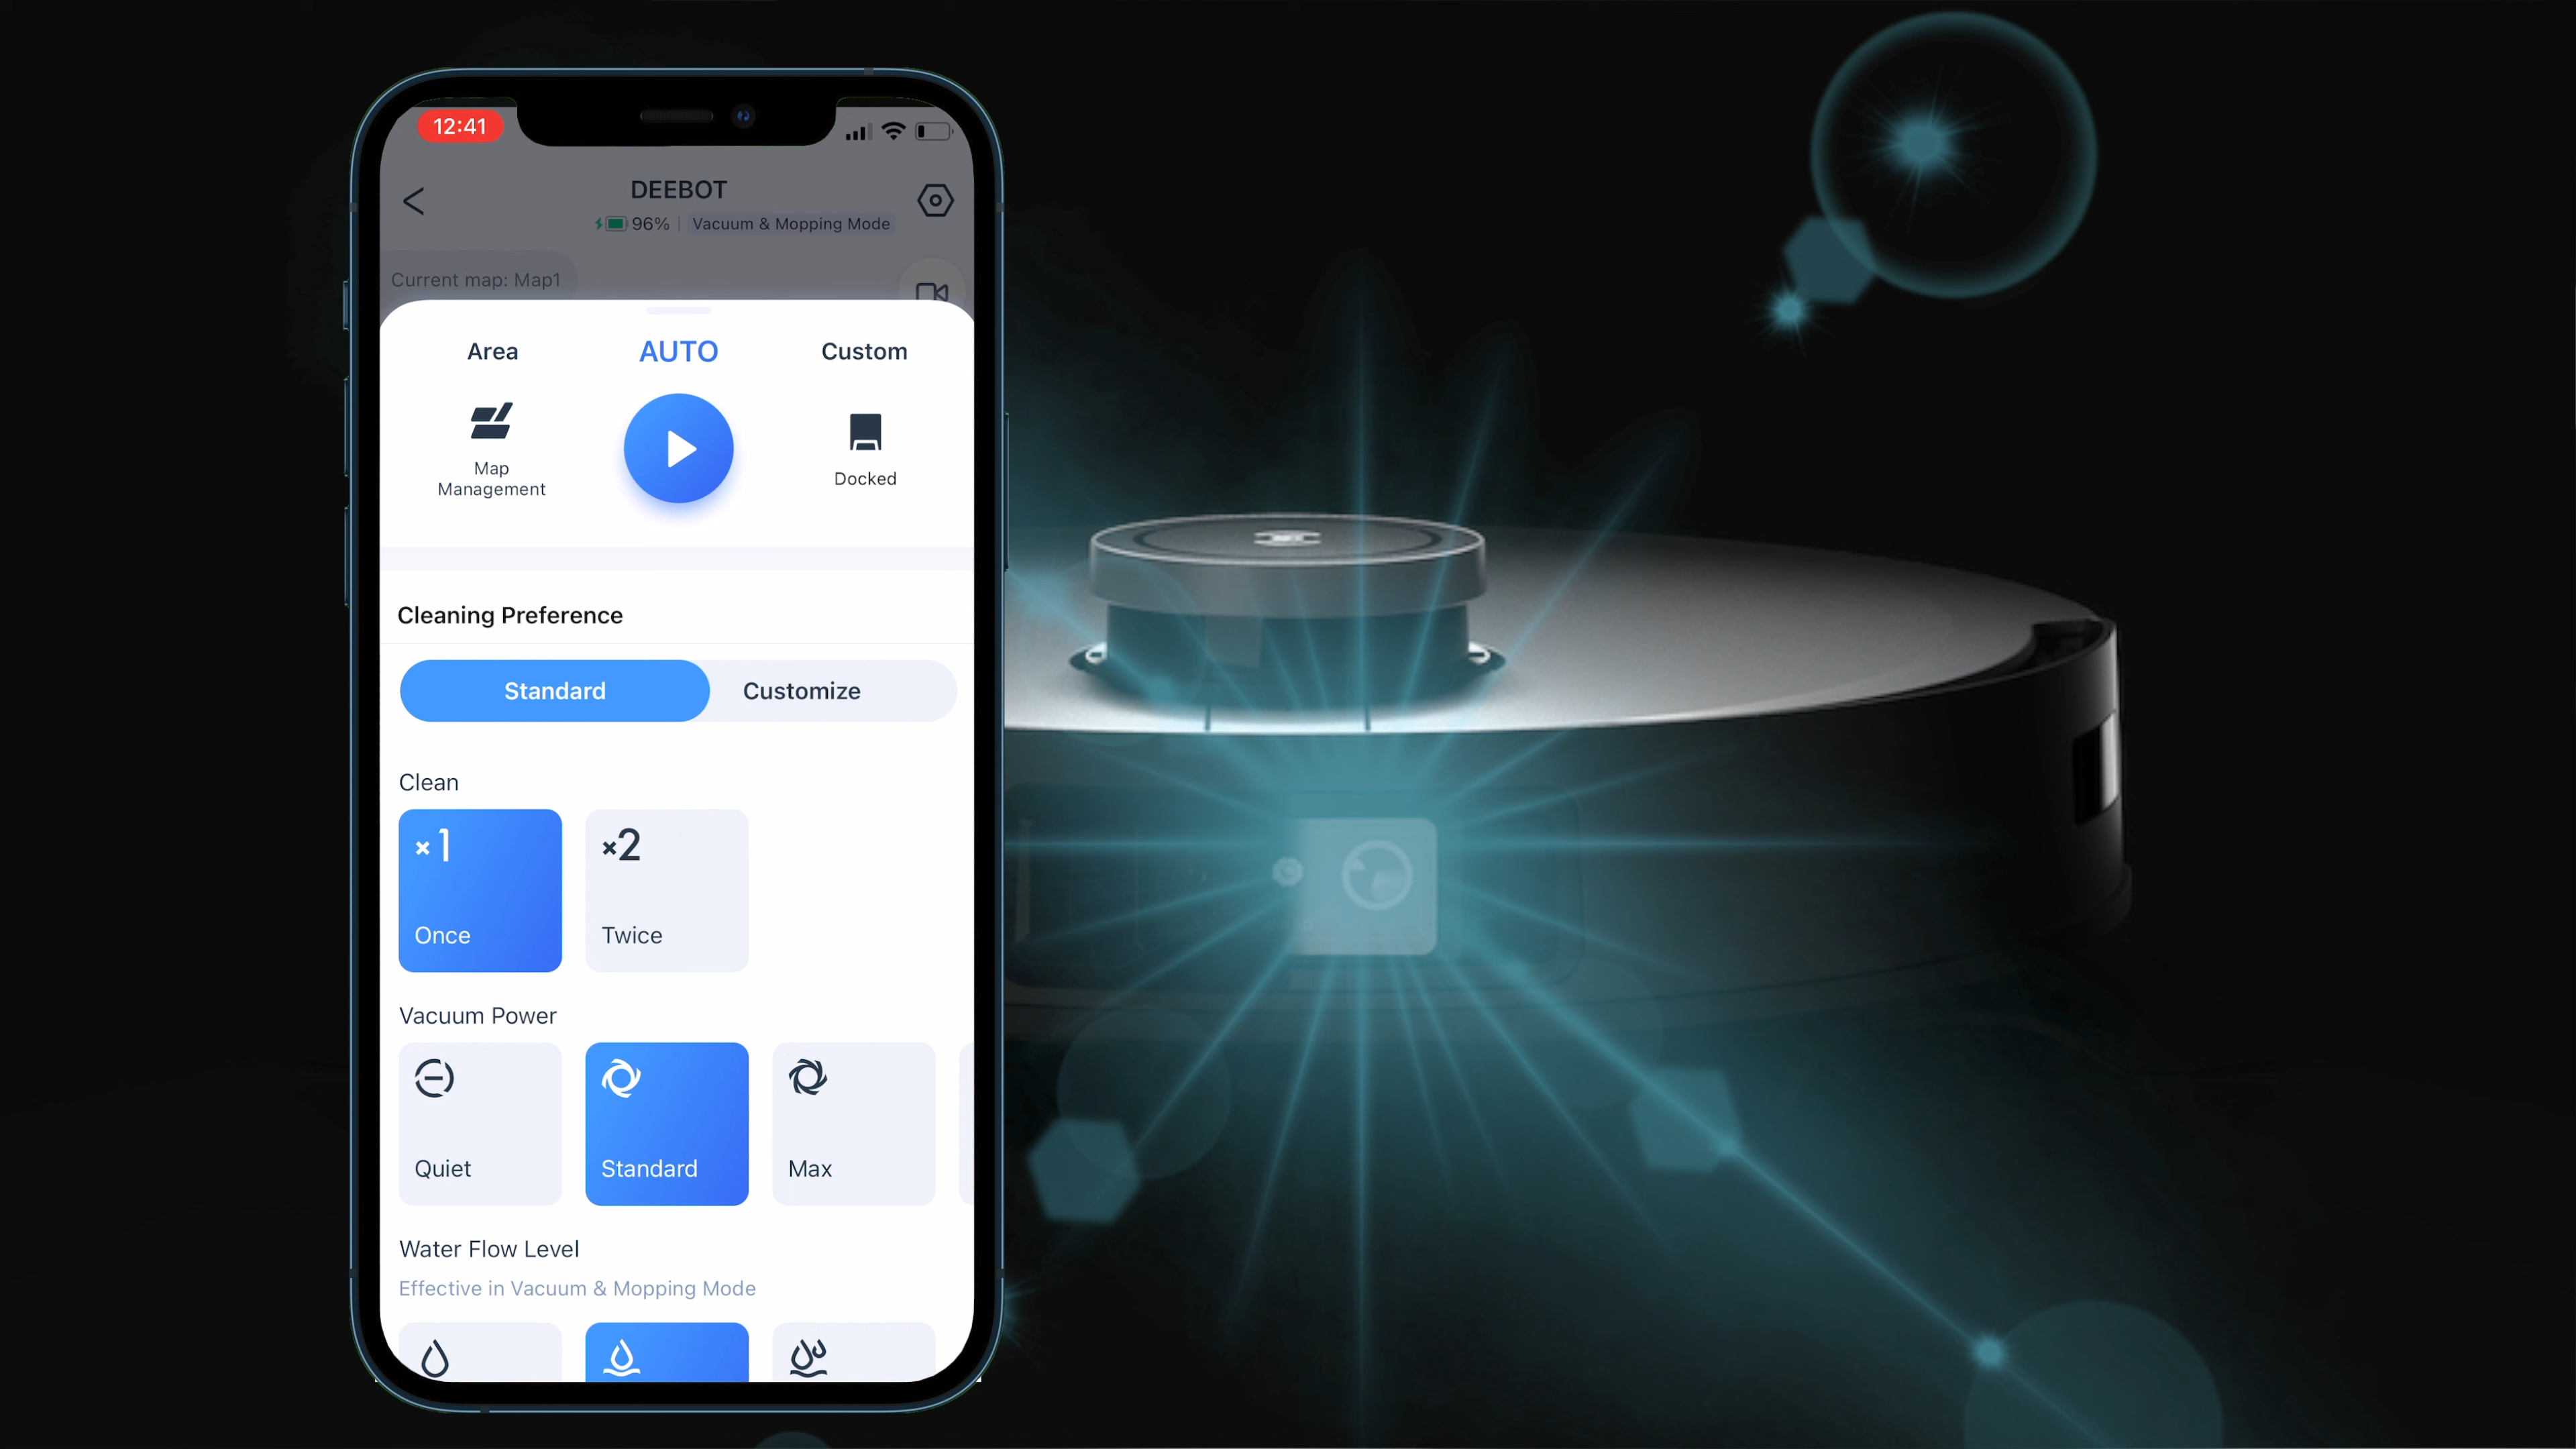 12:41
DEEBOT
96% | Vacuum & Mopping Mode
Current map: Map1
Area
AUTO
Custom
Map
Management
Docked
Cleaning Preference
Standard
Customize
Clean
×1
×2
Once
Twice
Vacuum Power
Quiet
Standard
Max
Water Flow Level
Effective in Vacuum & Mopping Mode